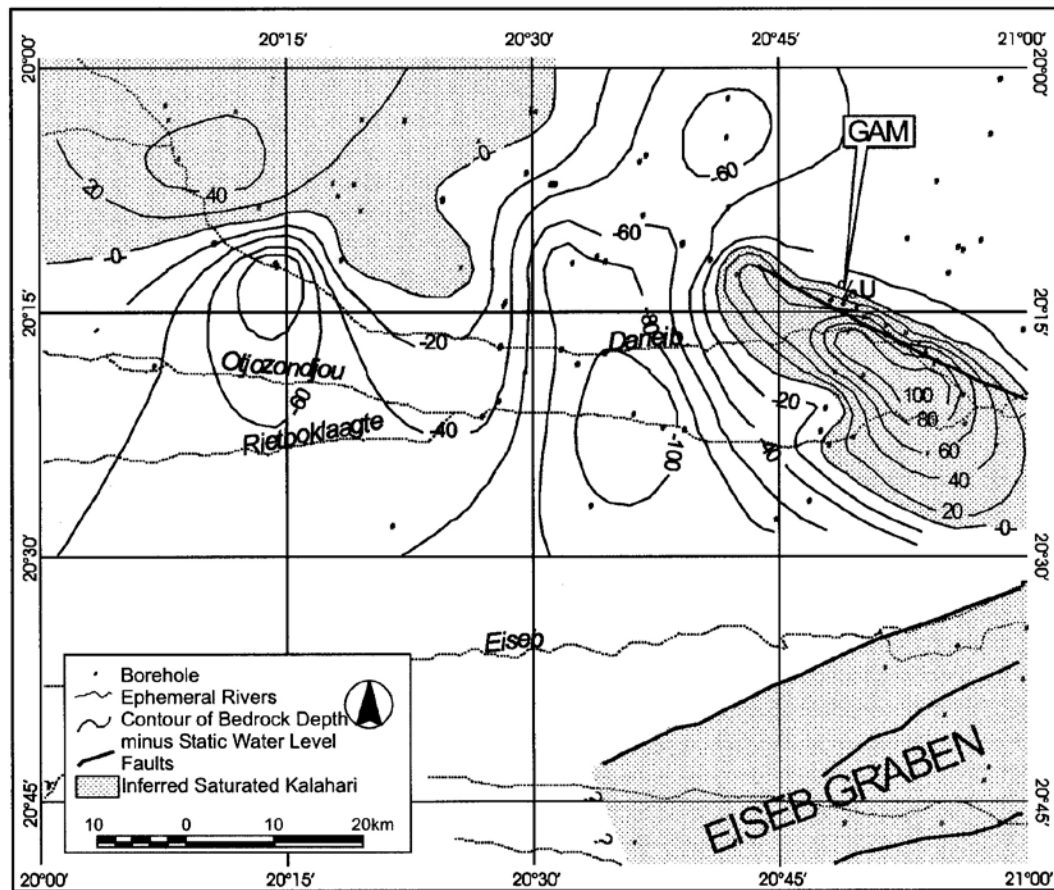 20°15' 20°30' 20°45' 21°00'
20°00' 20°00'
GAM
-0-
-60
20
40
-60
-0-
%U
20°15' 20°15'
-80
Daneib
-20
Otjozondjou
100
-60
-20
80
Rietboklaagte
-40
-100
-40
60
40
20
-0-
20°30' 20°30'
Eiseb
Borehole
Ephemeral Rivers
Contour of Bedrock Depth
minus Static Water Level
Faults
Inferred Saturated Kalahari
10 0 10 20km
EISEB GRABEN
20°45' 20°45'
? ?
20°00' 20°15' 20°30' 20°45' 21°00'